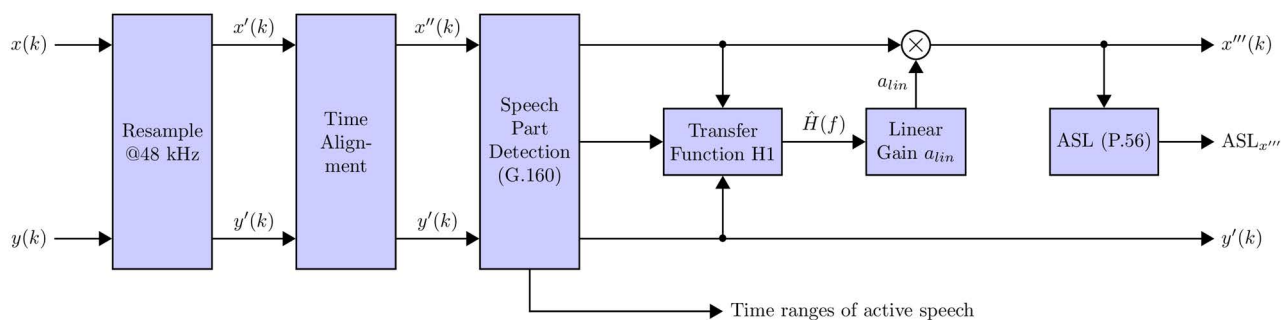 x(k)
x'(k)
x''(k)
x'''(k)
Resample
@48 kHz
Time
Align-
ment
Speech
Part
Detection
(G.160)
Transfer
Function H1
Ĥ(f)
a_lin
Linear
Gain a_lin
ASL (P.56)
ASL_x'''
y(k)
y'(k)
y'(k)
y'(k)
Time ranges of active speech